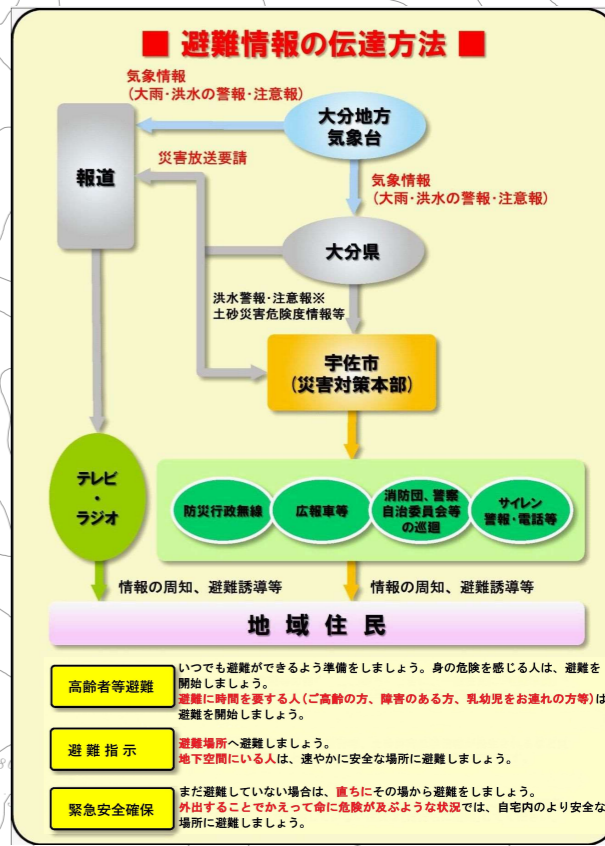 ■ 避難情報の伝達方法 ■
気象情報
(大雨･洪水の警報･注意報)
大分地方
気象台
災害放送要請
報道
気象情報
(大雨･洪水の警報･注意報)
大分県
洪水警報･注意報※
土砂災害危険度情報等
宇佐市
(災害対策本部)
テレビ
・
ラジオ
防災行政無線
広報車等
消防団、警察
自治委員会等
の巡廻
サイレン
警報･電話等
情報の周知、避難誘導等
情報の周知、避難誘導等
地域住民
高齢者等避難
いつでも避難ができるよう準備をしましょう。身の危険を感じる人は、避難を
開始しましょう。
避難に時間を要する人(ご高齢の方、障害のある方、乳幼児をお連れの方等)は
避難を開始しましょう。
避難指示
避難場所へ避難しましょう。
地下空間にいる人は、速やかに安全な場所に避難しましょう。
緊急安全確保
まだ避難していない場合は、直ちにその場から避難をしましょう。
外出することでかえって命に危険が及ぶような状況では、自宅内のより安全な
場所に避難しましょう。